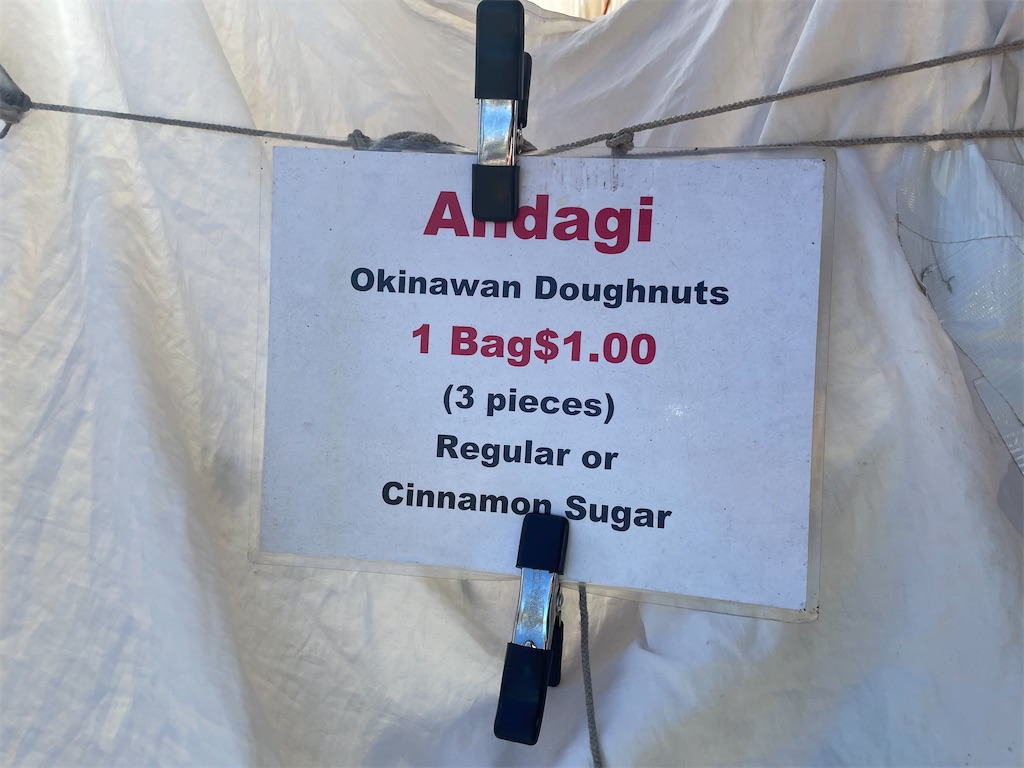 Andagi
Okinawan Doughnuts
1 Bag$1.00
(3 pieces)
Regular or
Cinnamon Sugar